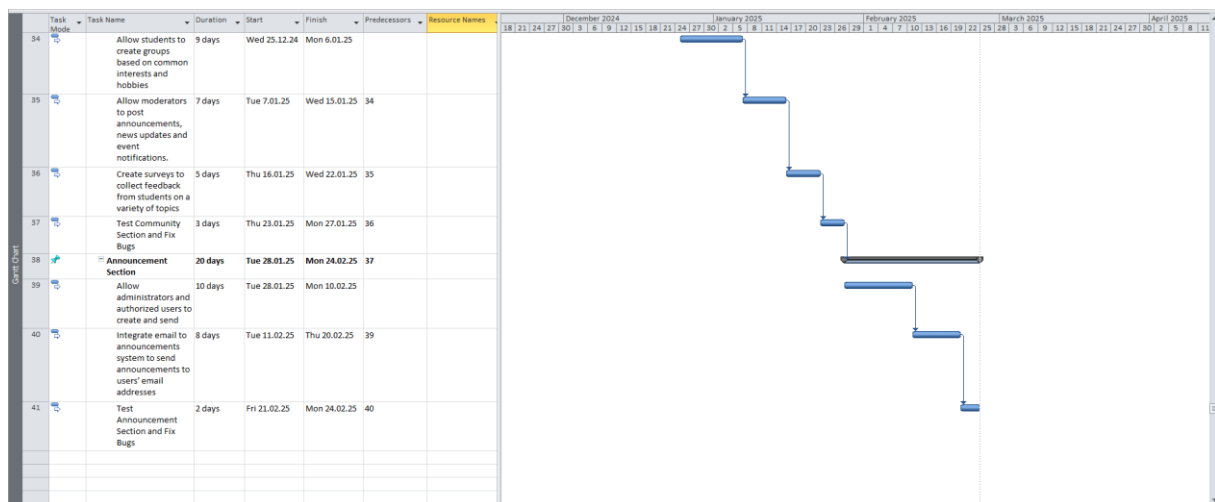 Task Mode Task Name Duration Start Finish Predecessors Resource Names
December 2024 January 2025 February 2025 March 2025 April 2025
18 21 24 27 30 3 6 9 12 15 18 21 24 27 30 2 5 8 11 14 17 20 23 26 29 1 4 7 10 13 16 19 22 25 28 3 6 9 12 15 18 21 24 27 30 2 5 8 11
34 Allow students to 9 days Wed 25.12.24 Mon 6.01.25
create groups
based on common
interests and
hobbies
35 Allow moderators 7 days Tue 7.01.25 Wed 15.01.25 34
to post
announcements,
news updates and
event
notifications.
36 Create surveys to 5 days Thu 16.01.25 Wed 22.01.25 35
collect feedback
from students on a
variety of topics
37 Test Community 3 days Thu 23.01.25 Mon 27.01.25 36
Section and Fix
Bugs
38 Announcement 20 days Tue 28.01.25 Mon 24.02.25 37
Section
39 Allow 10 days Tue 28.01.25 Mon 10.02.25
administrators and
authorized users to
create and send
40 Integrate email to 8 days Tue 11.02.25 Thu 20.02.25 39
announcements
system to send
announcements to
users' email
addresses
41 Test 2 days Fri 21.02.25 Mon 24.02.25 40
Announcement
Section and Fix
Bugs
Gantt Chart